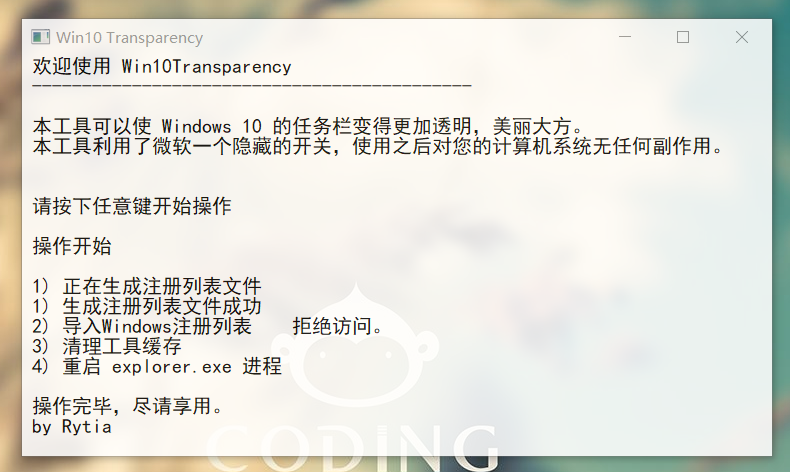 Win10 Transparency
欢迎使用 Win10Transparency
--------------------------------------------
本工具可以使 Windows 10 的任务栏变得更加透明，美丽大方。
本工具利用了微软一个隐藏的开关，使用之后对您的计算机系统无任何副作用。
请按下任意键开始操作
操作开始
1) 正在生成注册列表文件
1) 生成注册列表文件成功
2) 导入Windows注册列表    拒绝访问。
3) 清理工具缓存
4) 重启 explorer.exe 进程
操作完毕，尽请享用。
by Rytia
CODING